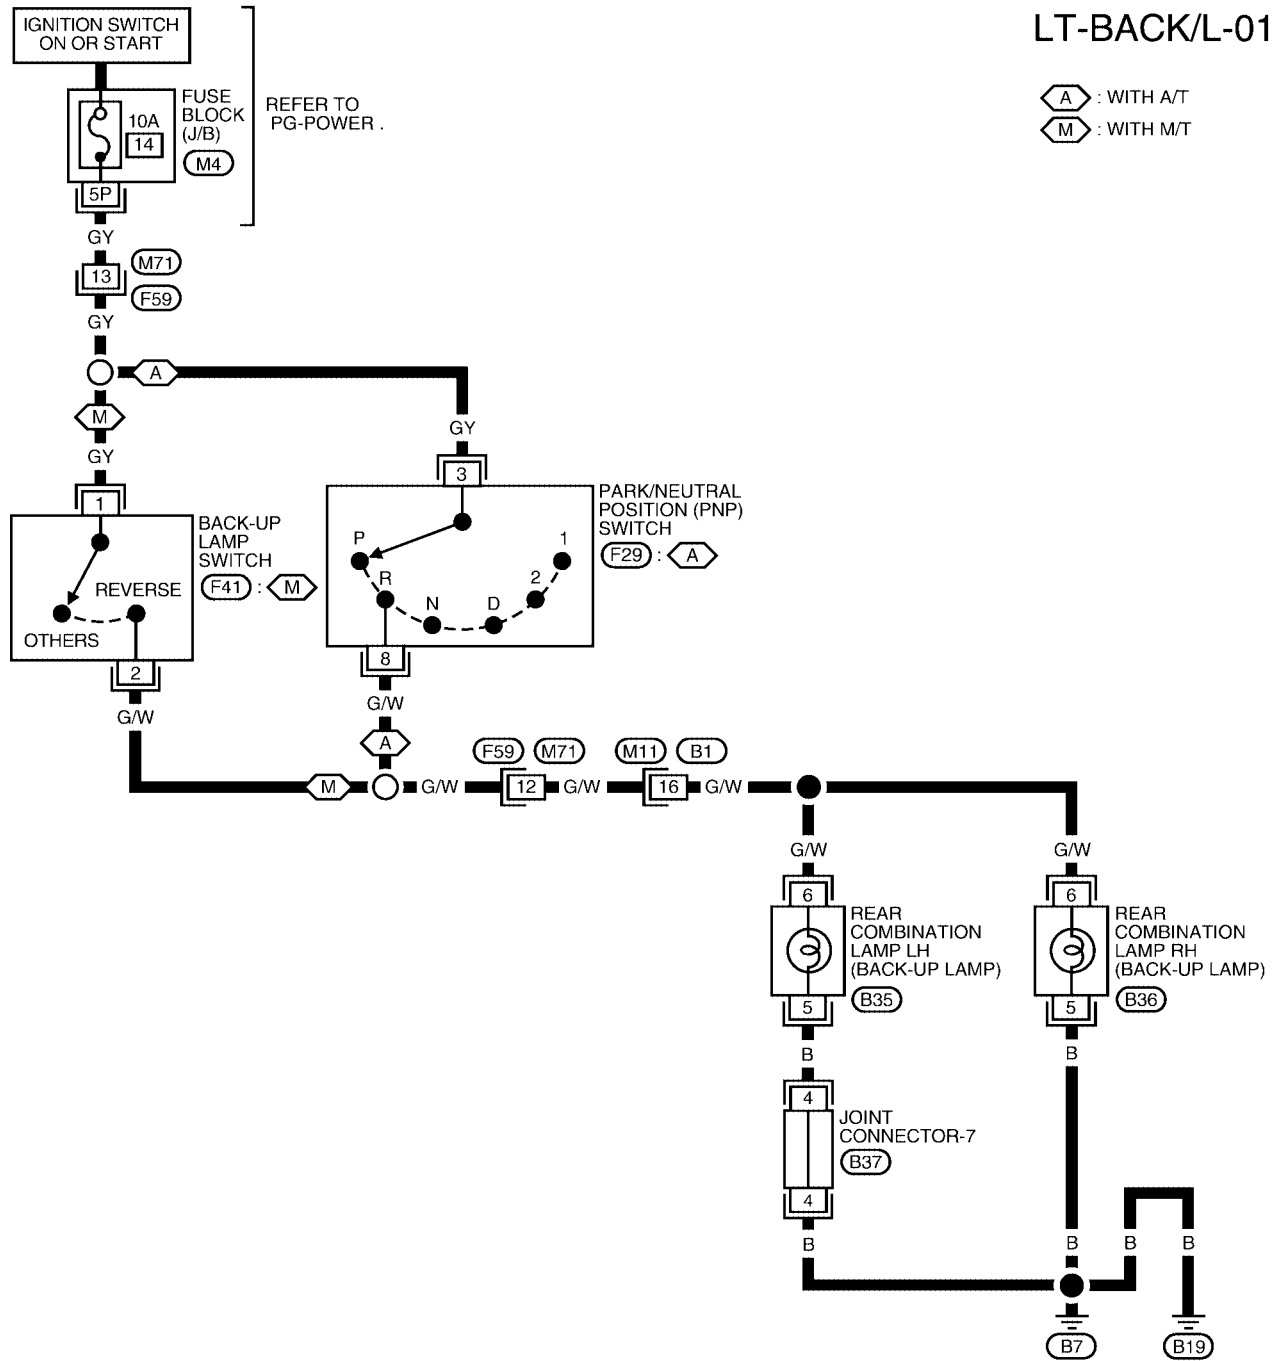 LT-BACK/L-01
IGNITION SWITCH
ON OR START
A : WITH A/T
M : WITH M/T
FUSE
BLOCK
(J/B)
M4
10A
14
REFER TO
PG-POWER .
5P
GY
13
M71
F59
GY
A
M
GY
GY
1
3
BACK-UP
LAMP
SWITCH
F41 : M
REVERSE
OTHERS
2
G/W
PARK/NEUTRAL
POSITION (PNP)
SWITCH
F29 : A
P
R
N
D
2
1
8
G/W
A
M
G/W
F59
M71
12
G/W
M11
B1
16
G/W
G/W
G/W
6
6
REAR
COMBINATION
LAMP LH
(BACK-UP LAMP)
B35
REAR
COMBINATION
LAMP RH
(BACK-UP LAMP)
B36
5
5
B
B
4
JOINT
CONNECTOR-7
B37
4
B
B
B
B
B7
B19